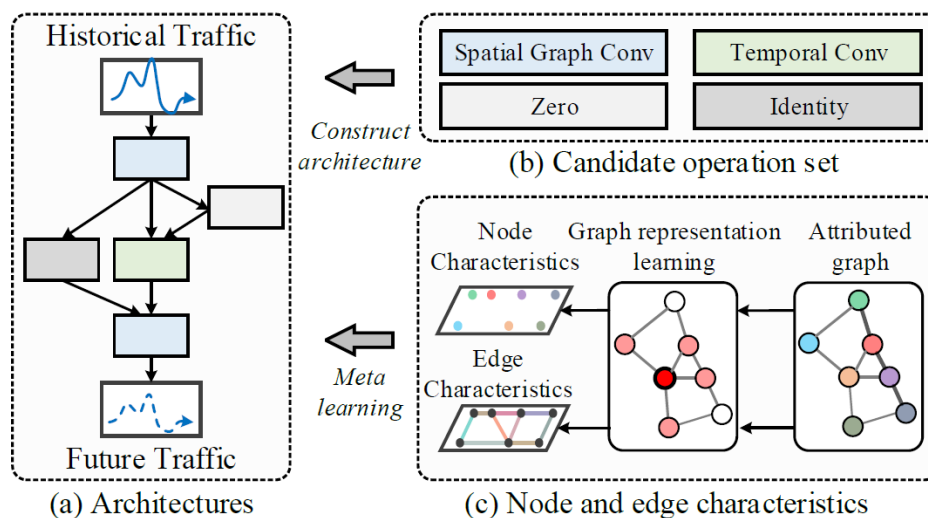 Historical Traffic
Future Traffic
(a) Architectures
Construct
architecture
Meta
learning
Spatial Graph Conv
Temporal Conv
Zero
Identity
(b) Candidate operation set
Node
Characteristics
Graph representation
learning
Attributed
graph
Edge
Characteristics
(c) Node and edge characteristics